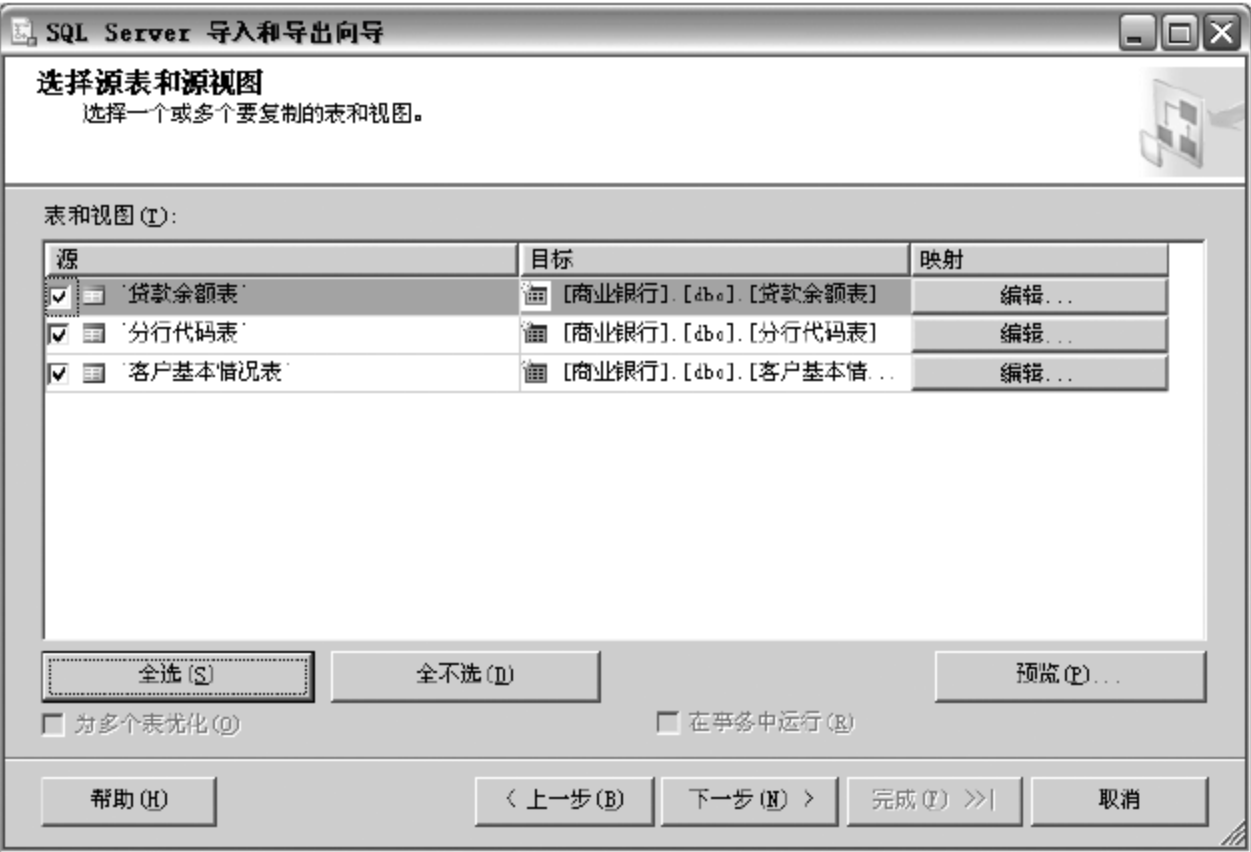 SQL Server 导入和导出向导
选择源表和源视图
选择一个或多个要复制的表和视图。
表和视图(T):
源 目标 映射
`贷款余额表` [商业银行].[dbo].[贷款余额表] 编辑...
`分行代码表` [商业银行].[dbo].[分行代码表] 编辑...
`客户基本情况表` [商业银行].[dbo].[客户基本情... 编辑...
全选(S) 全不选(D) 预览(P)...
为多个表优化(O) 在事务中运行(R)
帮助(H) < 上一步(B) 下一步(N) > 完成(F) >>| 取消